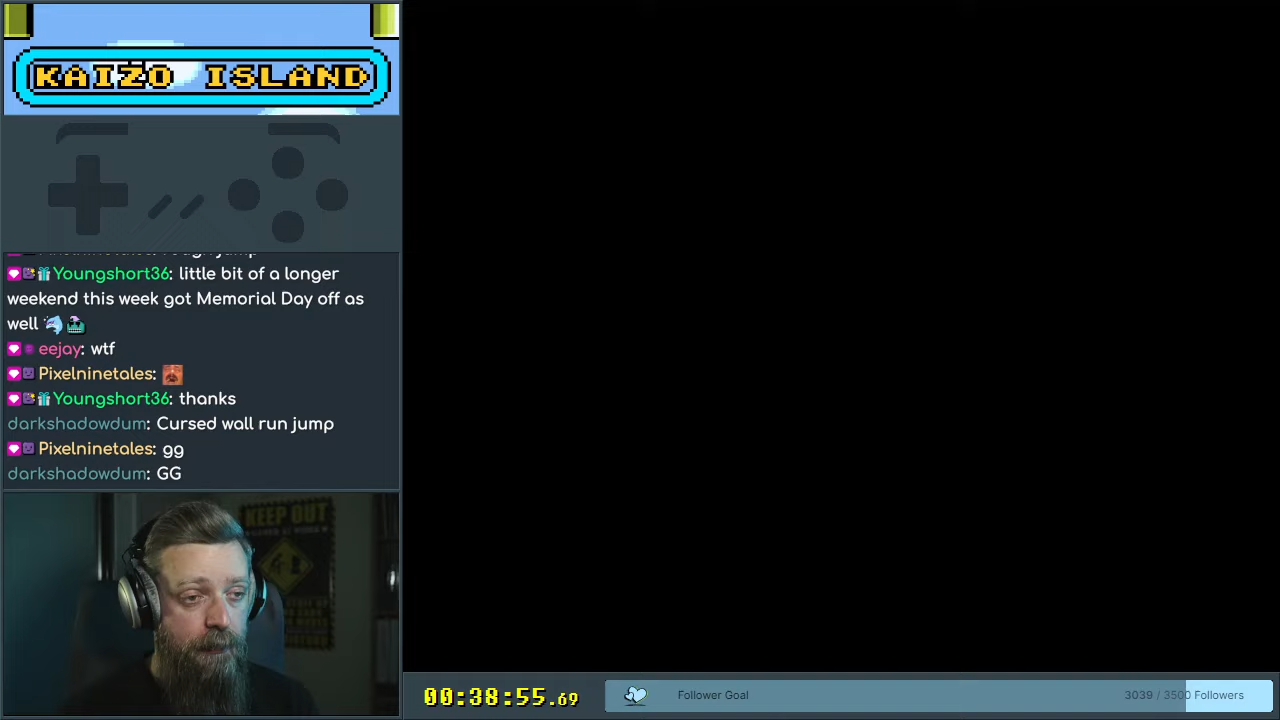 KAIZO ISLAND
Youngshort36: little bit of a longer
weekend this week got Memorial Day off as
well
eejay: wtf
Pixelninetales:
Youngshort36: thanks
darkshadowdum: Cursed wall run jump
Pixelninetales: gg
darkshadowdum: GG
KEEP OUT
00:38:55.69
Follower Goal
3039 / 3500 Followers